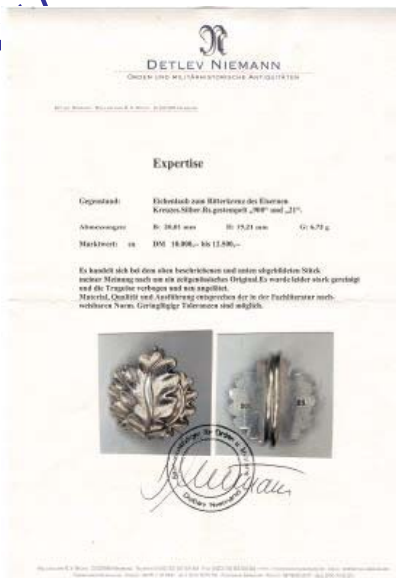 DETLEV NIEMANN
ORDEN UND MILITÄRHISTORISCHE ANTIQUITÄTEN
Expertise
Gegenstand: Eichenlaub zum Ritterkreuz des Eisernen
Kreuzes.Silber.Rs.gestempelt „900“ und „21“.
Abmessungen: B: 20,01 mm H: 19,21 mm G: 6,72 g
Marktwert: ca DM 10.000,- bis 12.500,-
Es handelt sich bei dem oben beschriebenen und unten abgebildeten Stück
meiner Meinung nach um ein zeitgenössisches Original.Es wurde leider stark gereinigt
und die Trageöse verbogen und neu angelötet.
Material, Qualität und Ausführung entsprechen der in der Fachliteratur nach-
weisbaren Norm. Geringfügige Toleranzen sind möglich.
Detlev Niemann